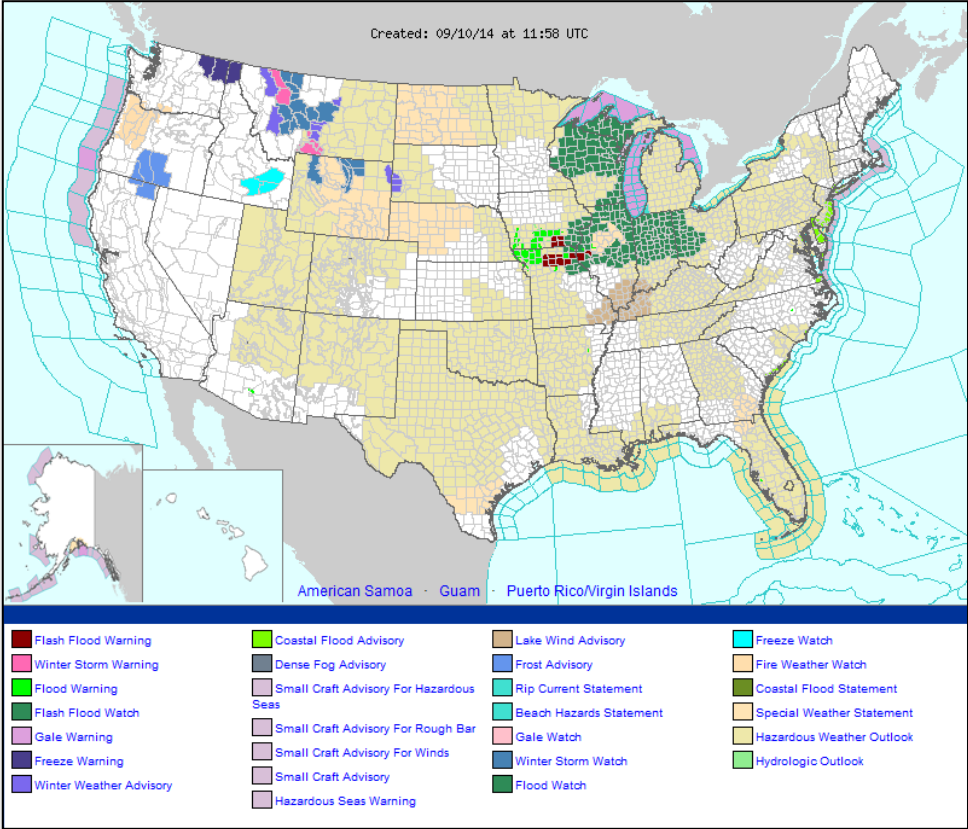 Created: 09/10/14 at 11:58 UTC
American Samoa · Guam · Puerto Rico/Virgin Islands
Flash Flood Warning
Winter Storm Warning
Flood Warning
Flash Flood Watch
Gale Warning
Freeze Warning
Winter Weather Advisory
Coastal Flood Advisory
Dense Fog Advisory
Small Craft Advisory For Hazardous
Seas
Small Craft Advisory For Rough Bar
Small Craft Advisory For Winds
Small Craft Advisory
Hazardous Seas Warning
Lake Wind Advisory
Frost Advisory
Rip Current Statement
Beach Hazards Statement
Gale Watch
Winter Storm Watch
Flood Watch
Freeze Watch
Fire Weather Watch
Coastal Flood Statement
Special Weather Statement
Hazardous Weather Outlook
Hydrologic Outlook